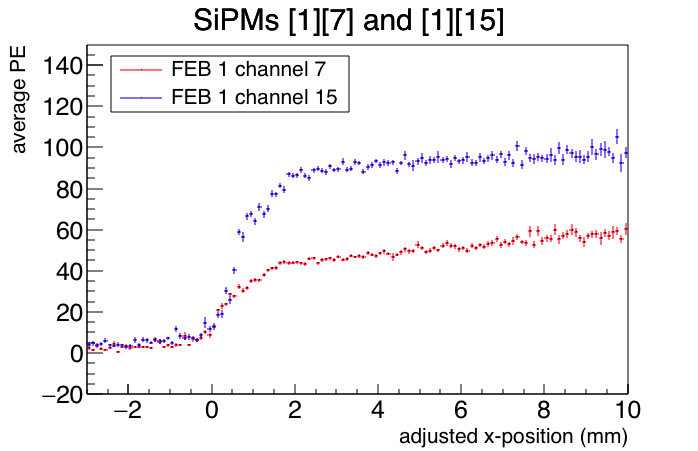 SiPMs [1][7] and [1][15]
average PE
FEB 1 channel 7
FEB 1 channel 15
140
120
100
80
60
40
20
0
−20
−2 0 2 4 6 8 10
adjusted x-position (mm)